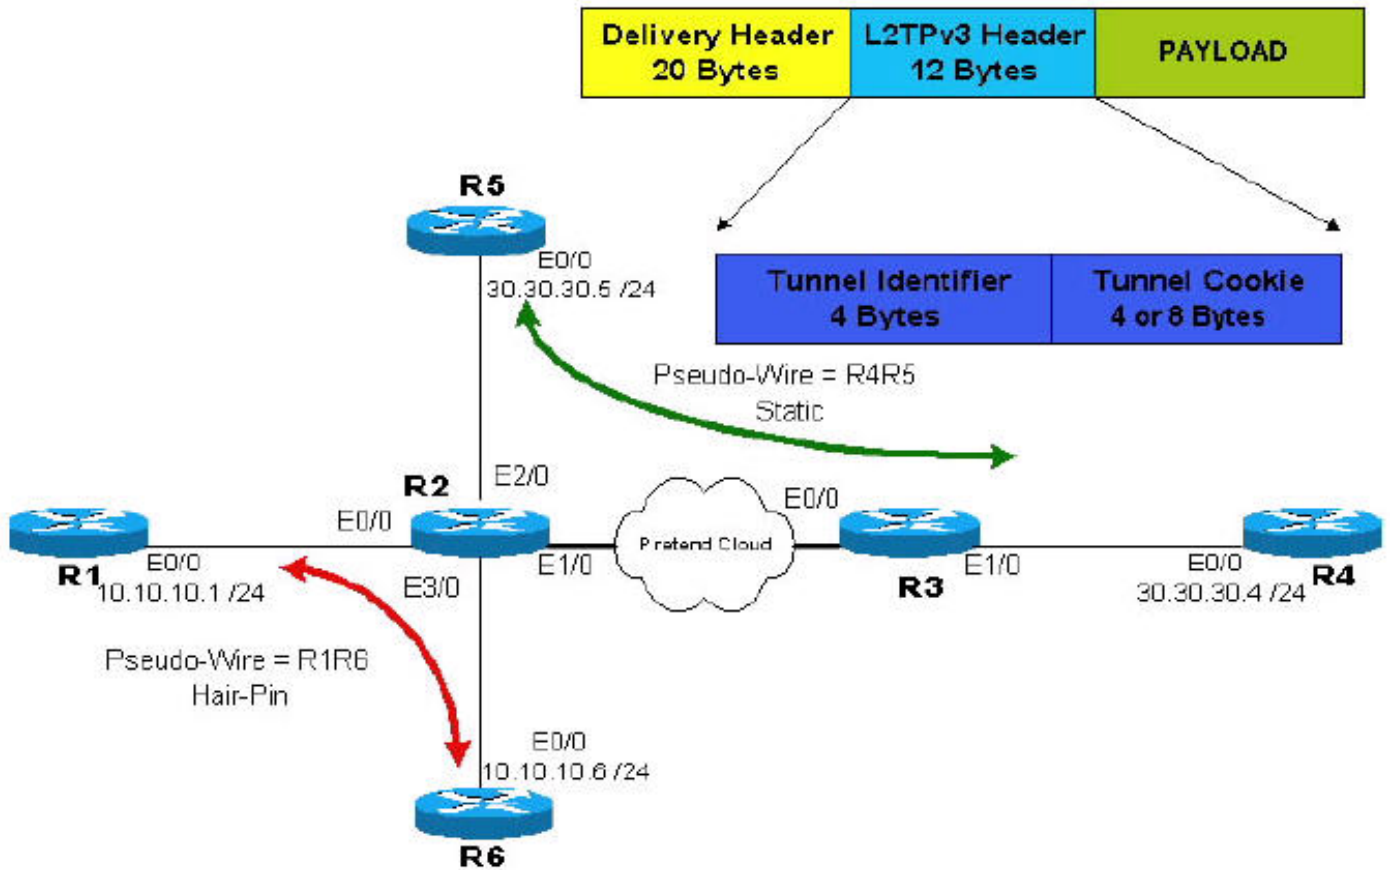 Delivery Header
20 Bytes
L2TPv3 Header
12 Bytes
PAYLOAD
Tunnel Identifier
4 Bytes
Tunnel Cookie
4 or 8 Bytes
R5
E0/0
30.30.30.5 /24
Pseudo-Wire = R4R5
Static
E2/0
R2
E0/0
E1/0
E3/0
Pretend Cloud
E0/0
R3
E1/0
E0/0
30.30.30.4 /24
R4
R1
E0/0
10.10.10.1 /24
Pseudo-Wire = R1R6
Hair-Pin
E0/0
10.10.10.6 /24
R6